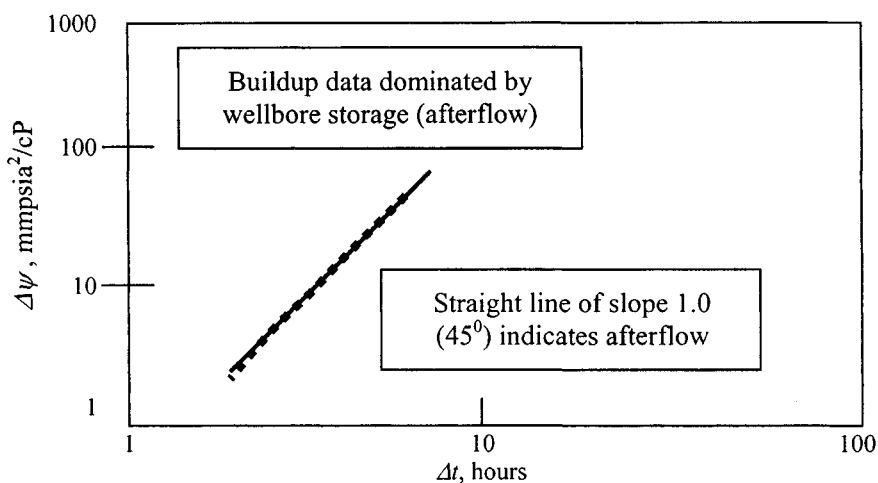 1000
Buildup data dominated by
wellbore storage (afterflow)
100
Δψ, mmpsia²/cP
10
Straight line of slope 1.0
(45⁰) indicates afterflow
1
1
10
100
Δt, hours